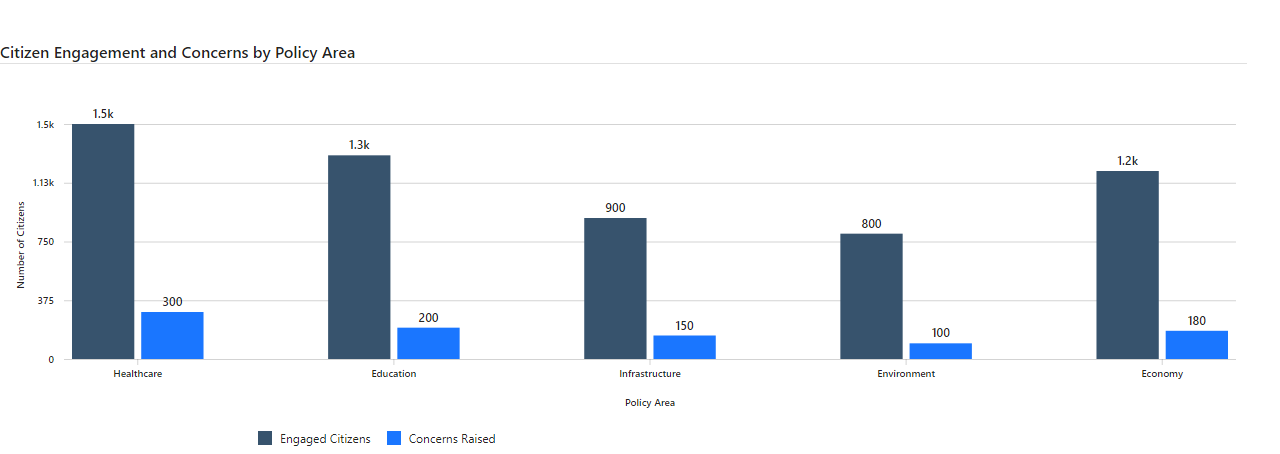 Citizen Engagement and Concerns by Policy Area
1.5k
1.3k
900
800
1.2k
300
200
150
100
180
1.5k
1.13k
750
375
0
Number of Citizens
Healthcare
Education
Infrastructure
Environment
Economy
Policy Area
Engaged Citizens
Concerns Raised